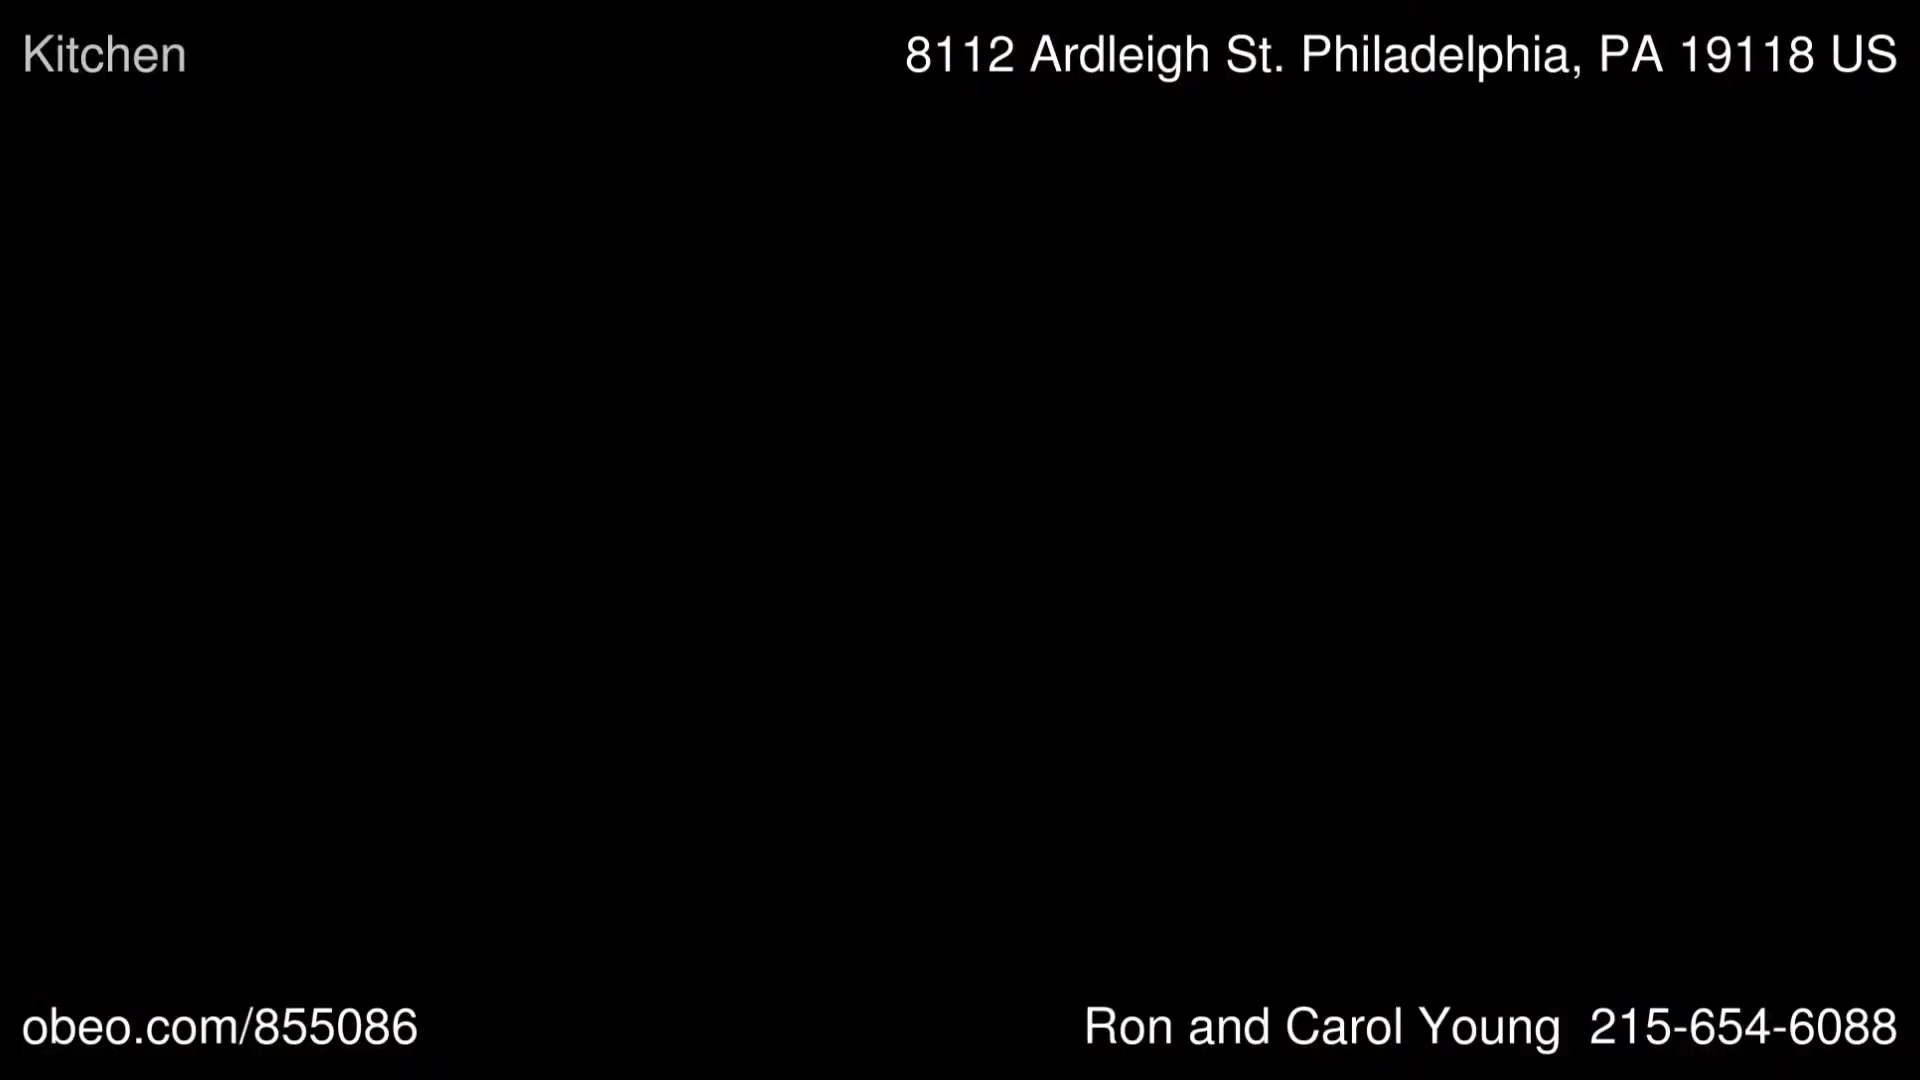 Kitchen
8112 Ardleigh St. Philadelphia, PA 19118 US
obeo.com/855086
Ron and Carol Young 215-654-6088